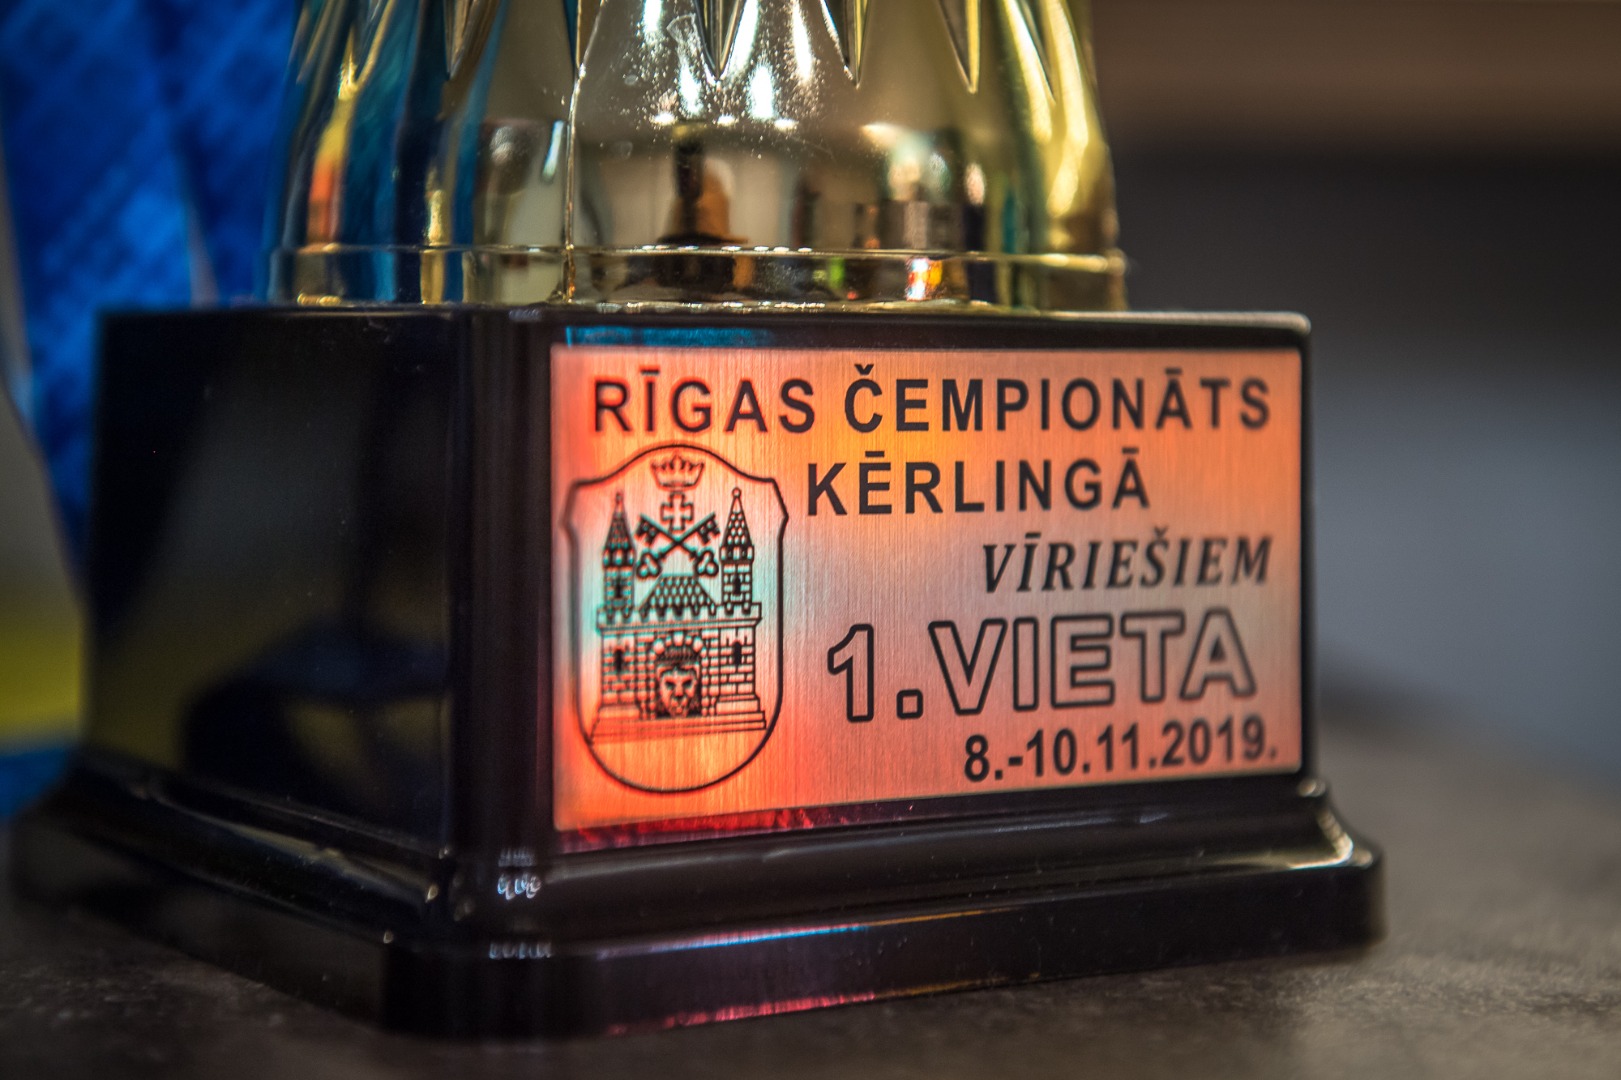 RĪGAS ČEMPIONĀTS
KĒRLINGĀ
VĪRIEŠIEM
1.VIETA
8.-10.11.2019.